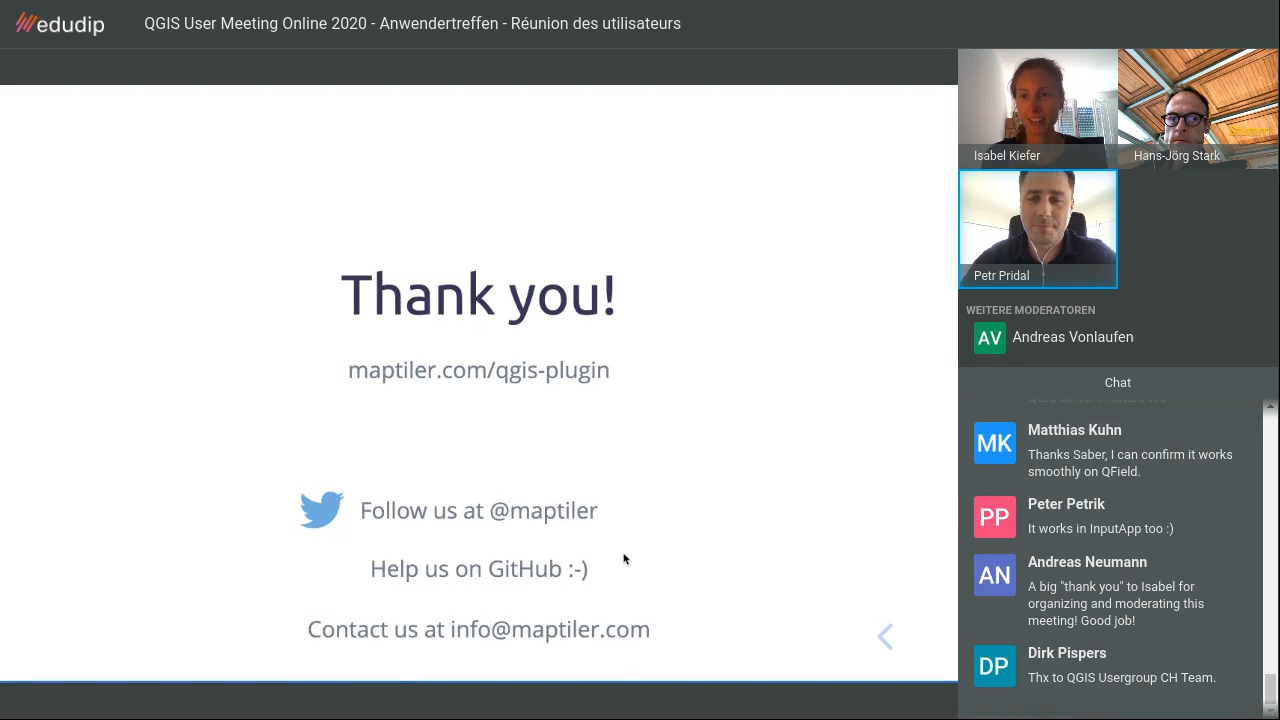 edudip
QGIS User Meeting Online 2020 - Anwendertreffen - Réunion des utilisateurs
Thank you!
maptiler.com/qgis-plugin
Follow us at @maptiler
Help us on GitHub :-)
Contact us at info@maptiler.com
Isabel Kiefer
Hans-Jörg Stark
Petr Pridal
WEITERE MODERATOREN
AV
Andreas Vonlaufen
Chat
MK
Matthias Kuhn
Thanks Saber, I can confirm it works
smoothly on QField.
PP
Peter Petrik
It works in InputApp too :)
AN
Andreas Neumann
A big "thank you" to Isabel for
organizing and moderating this
meeting! Good job!
DP
Dirk Pispers
Thx to QGIS Usergroup CH Team.